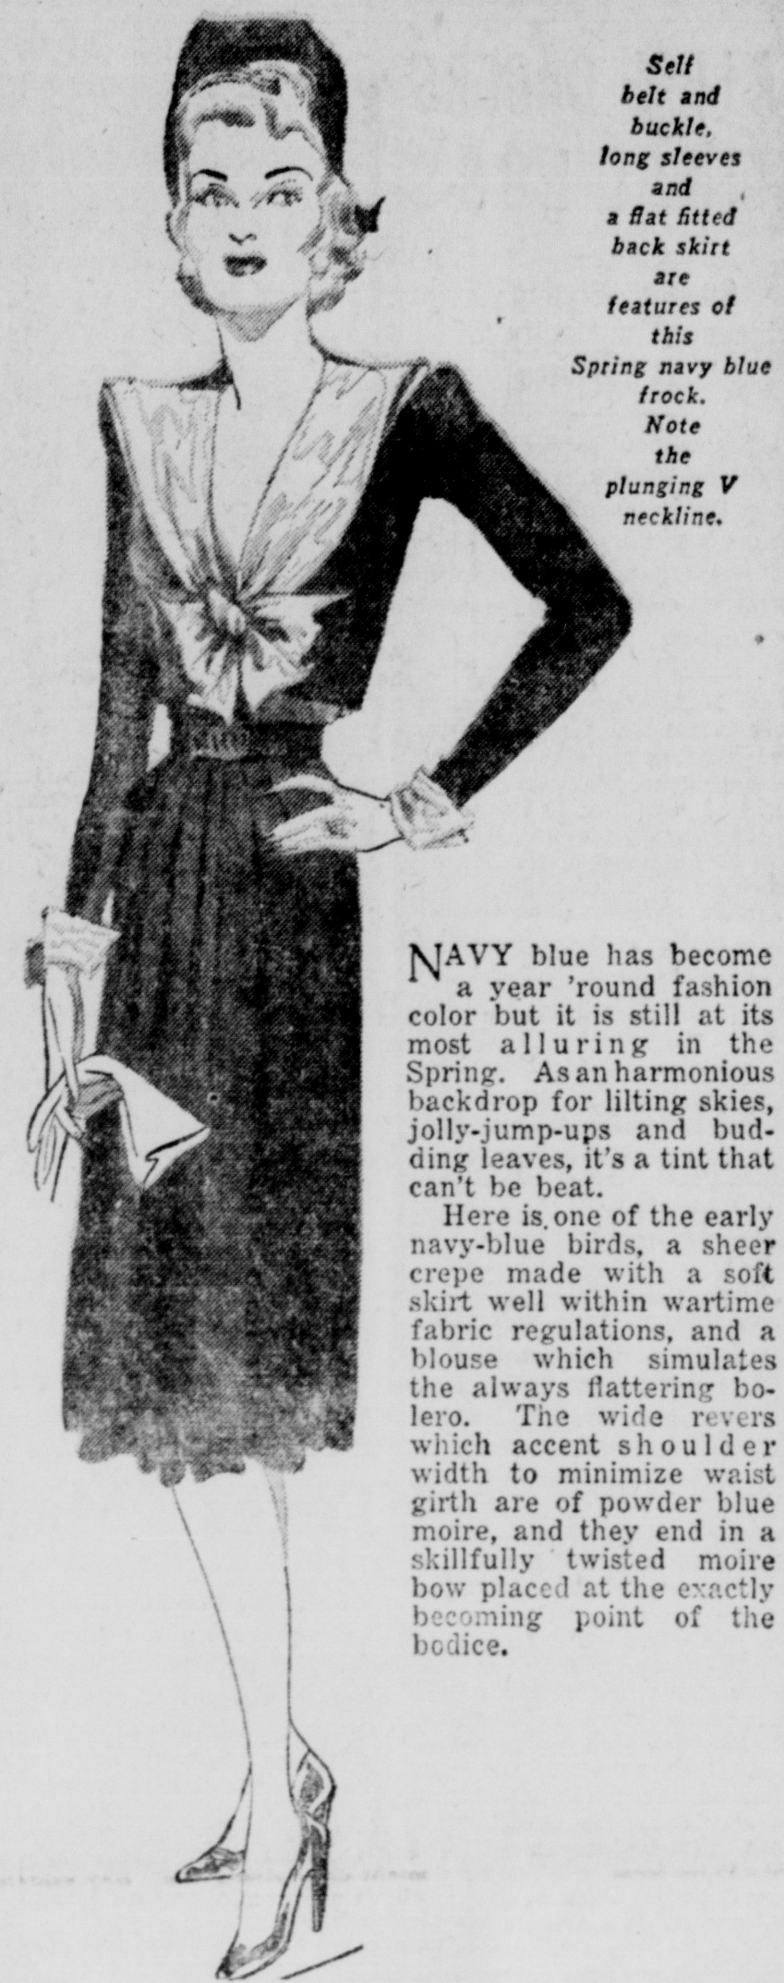 Self
belt and
buckle,
long sleeves
and
a flat fitted
back skirt
are
features of
this
Spring navy blue
frock.
Note
the
plunging V
neckline.
NAVY blue has become
a year 'round fashion
color but it is still at its
most alluring in the
Spring. As an harmonious
backdrop for lilting skies,
jolly-jump-ups and bud-
ding leaves, it's a tint that
can't be beat.
Here is one of the early
navy-blue birds, a sheer
crepe made with a soft
skirt well within wartime
fabric regulations, and a
blouse which simulates
the always flattering bo-
lero. The wide revers
which accent shoulder
width to minimize waist
girth are of powder blue
moire, and they end in a
skillfully twisted moire
bow placed at the exactly
becoming point of the
bodice.